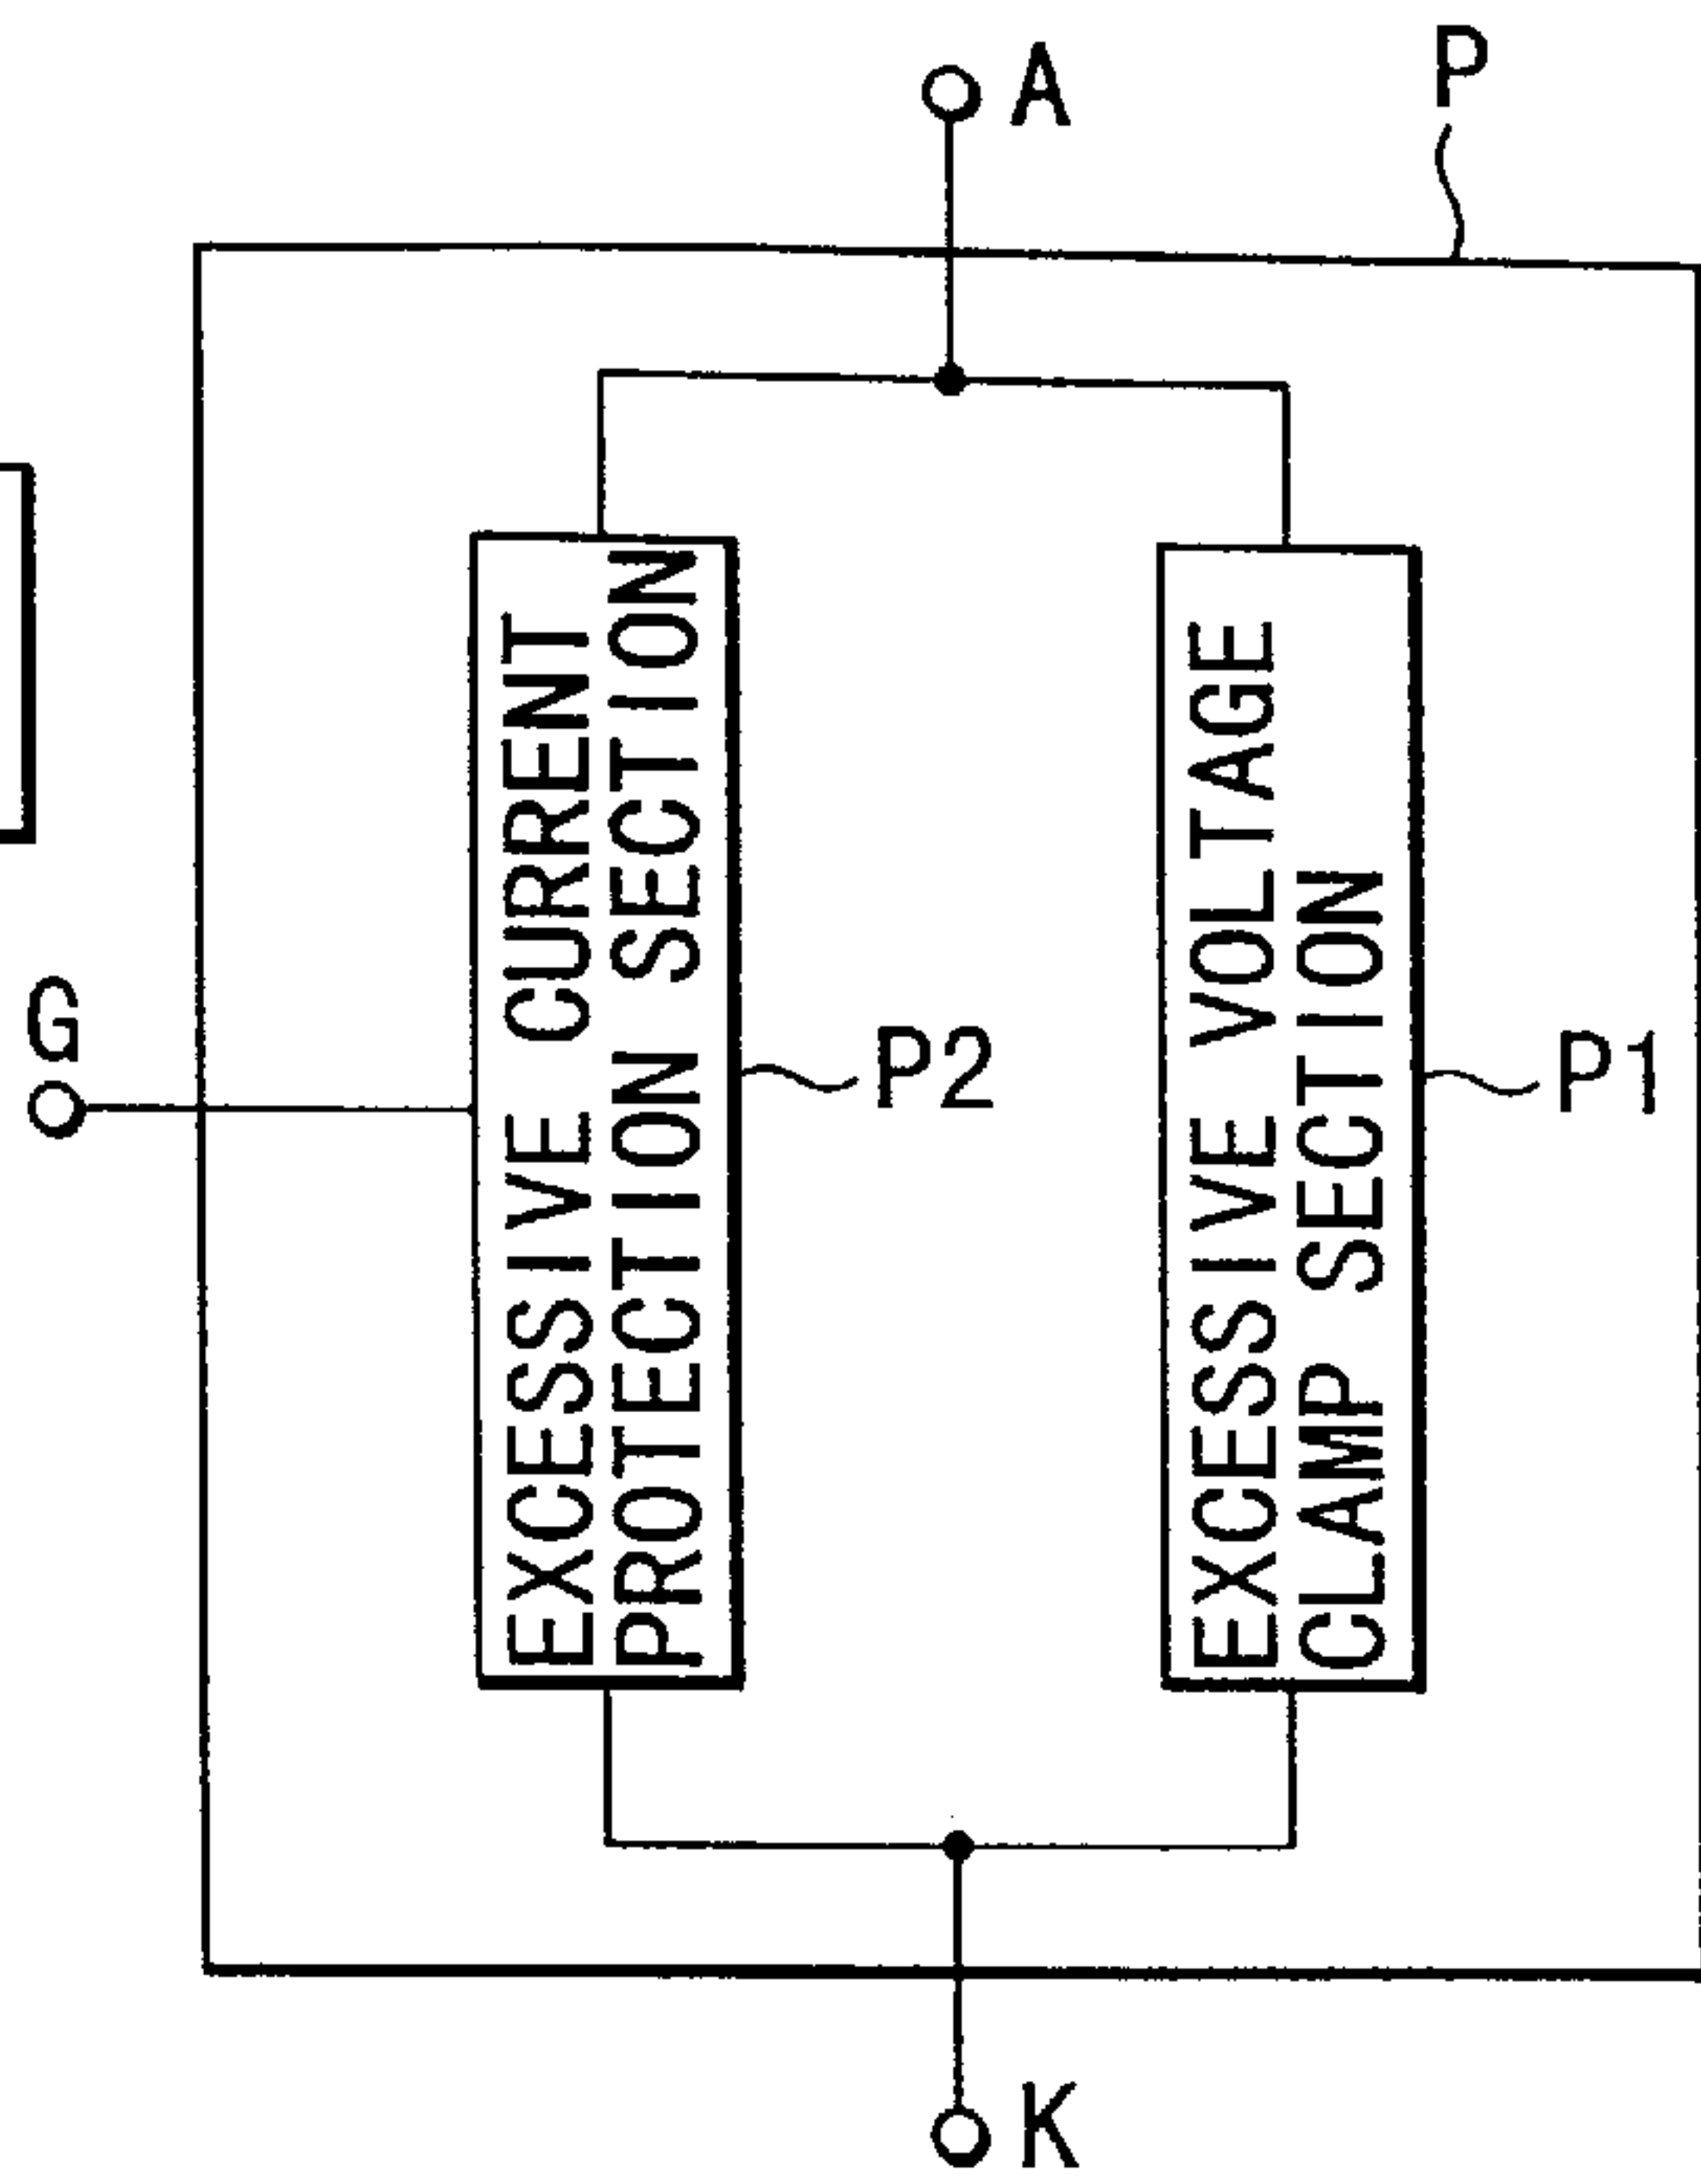 A
P
EXCESSIVE CURRENT
PROTECTION SECTION
EXCESSIVE VOLTAGE
CLAMP SECTION
G
P2
P1
K